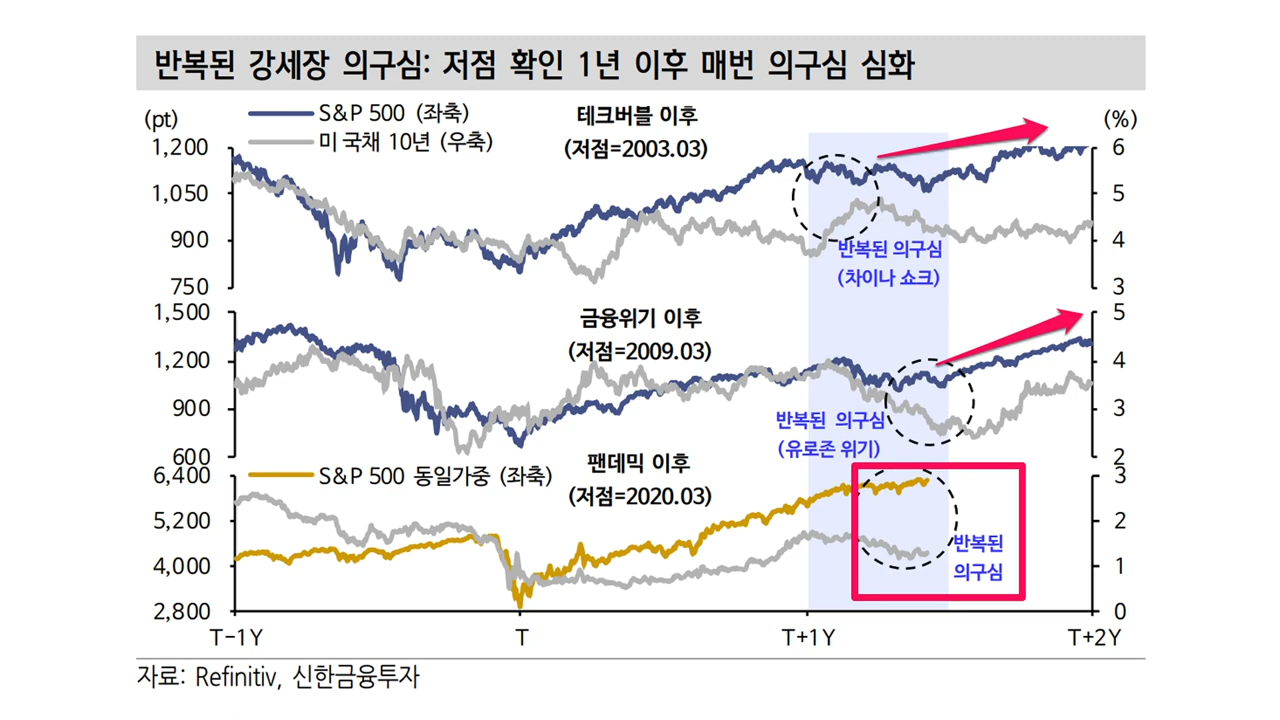 반복된 강세장 의구심: 저점 확인 1년 이후 매번 의구심 심화
(pt)
S&P 500 (좌축)
미 국채 10년 (우축)
테크버블 이후
(저점=2003.03)
(%)
1,200
1,050
900
750
6
5
4
3
반복된 의구심
(차이나 쇼크)
1,500
1,200
900
600
금융위기 이후
(저점=2009.03)
5
4
3
2
반복된 의구심
(유로존 위기)
6,400
5,200
4,000
2,800
S&P 500 동일가중 (좌축)
팬데믹 이후
(저점=2020.03)
3
2
1
0
반복된
의구심
T-1Y
T
T+1Y
T+2Y
자료: Refinitiv, 신한금융투자